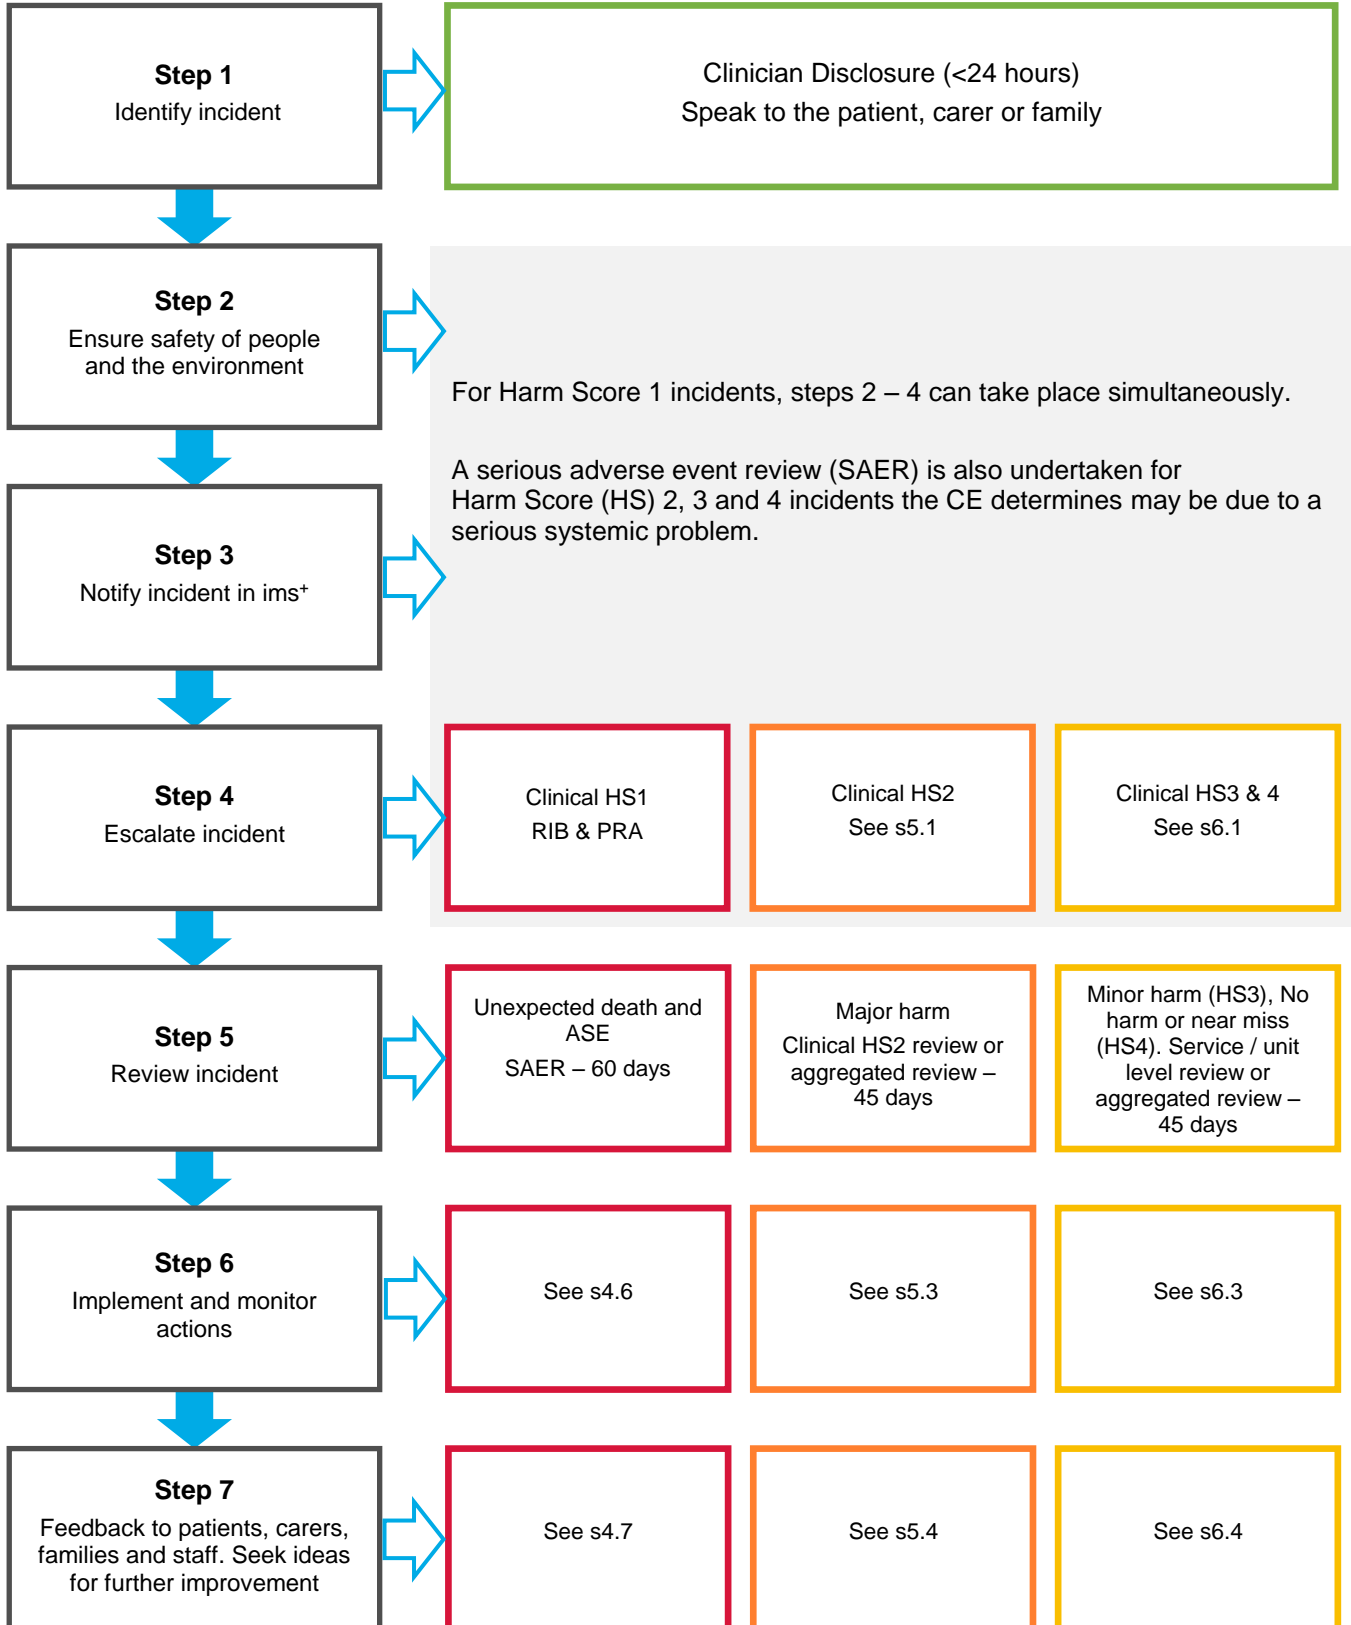 Step 1
Identify incident
Clinician Disclosure (<24 hours)
Speak to the patient, carer or family
Step 2
Ensure safety of people
and the environment
For Harm Score 1 incidents, steps 2 – 4 can take place simultaneously.
A serious adverse event review (SAER) is also undertaken for
Harm Score (HS) 2, 3 and 4 incidents the CE determines may be due to a
serious systemic problem.
Step 3
Notify incident in ims⁺
Step 4
Escalate incident
Clinical HS1
RIB & PRA
Clinical HS2
See s5.1
Clinical HS3 & 4
See s6.1
Step 5
Review incident
Unexpected death and
ASE
SAER – 60 days
Major harm
Clinical HS2 review or
aggregated review –
45 days
Minor harm (HS3), No
harm or near miss
(HS4). Service / unit
level review or
aggregated review –
45 days
Step 6
Implement and monitor
actions
See s4.6
See s5.3
See s6.3
Step 7
Feedback to patients, carers,
families and staff. Seek ideas
for further improvement
See s4.7
See s5.4
See s6.4